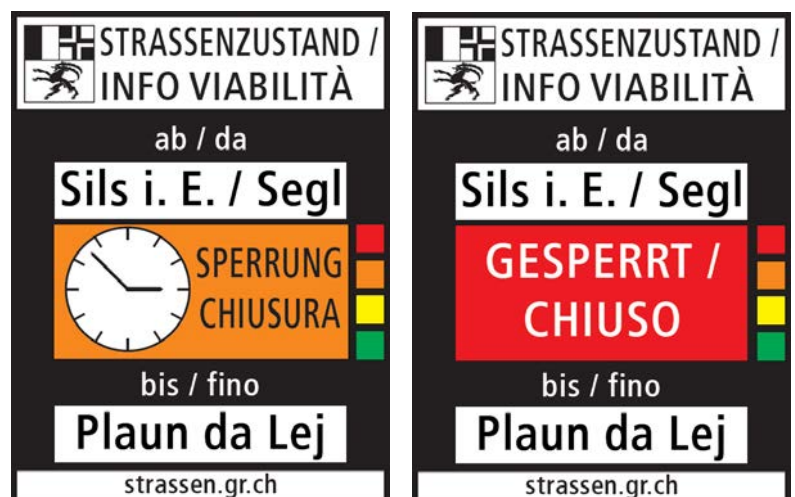 STRASSENZUSTAND /
INFO VIABILITÀ
ab / da
Sils i. E. / Segl
SPERRUNG
CHIUSURA
bis / fino
Plaun da Lej
strassen.gr.ch
STRASSENZUSTAND /
INFO VIABILITÀ
ab / da
Sils i. E. / Segl
GESPERRT /
CHIUSO
bis / fino
Plaun da Lej
strassen.gr.ch